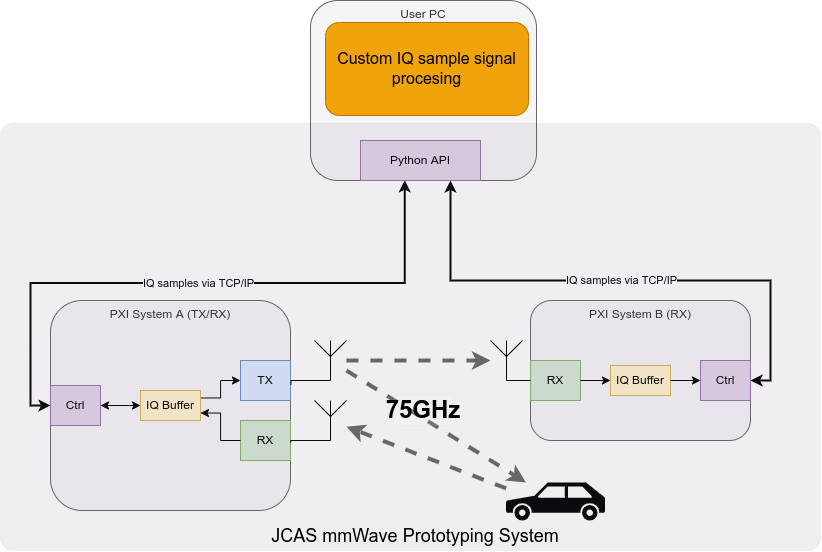 User PC
Custom IQ sample signal
procesing
Python API
IQ samples via TCP/IP
IQ samples via TCP/IP
PXI System A (TX/RX)
PXI System B (RX)
TX
RX
IQ Buffer
Ctrl
Ctrl
IQ Buffer
RX
75GHz
JCAS mmWave Prototyping System